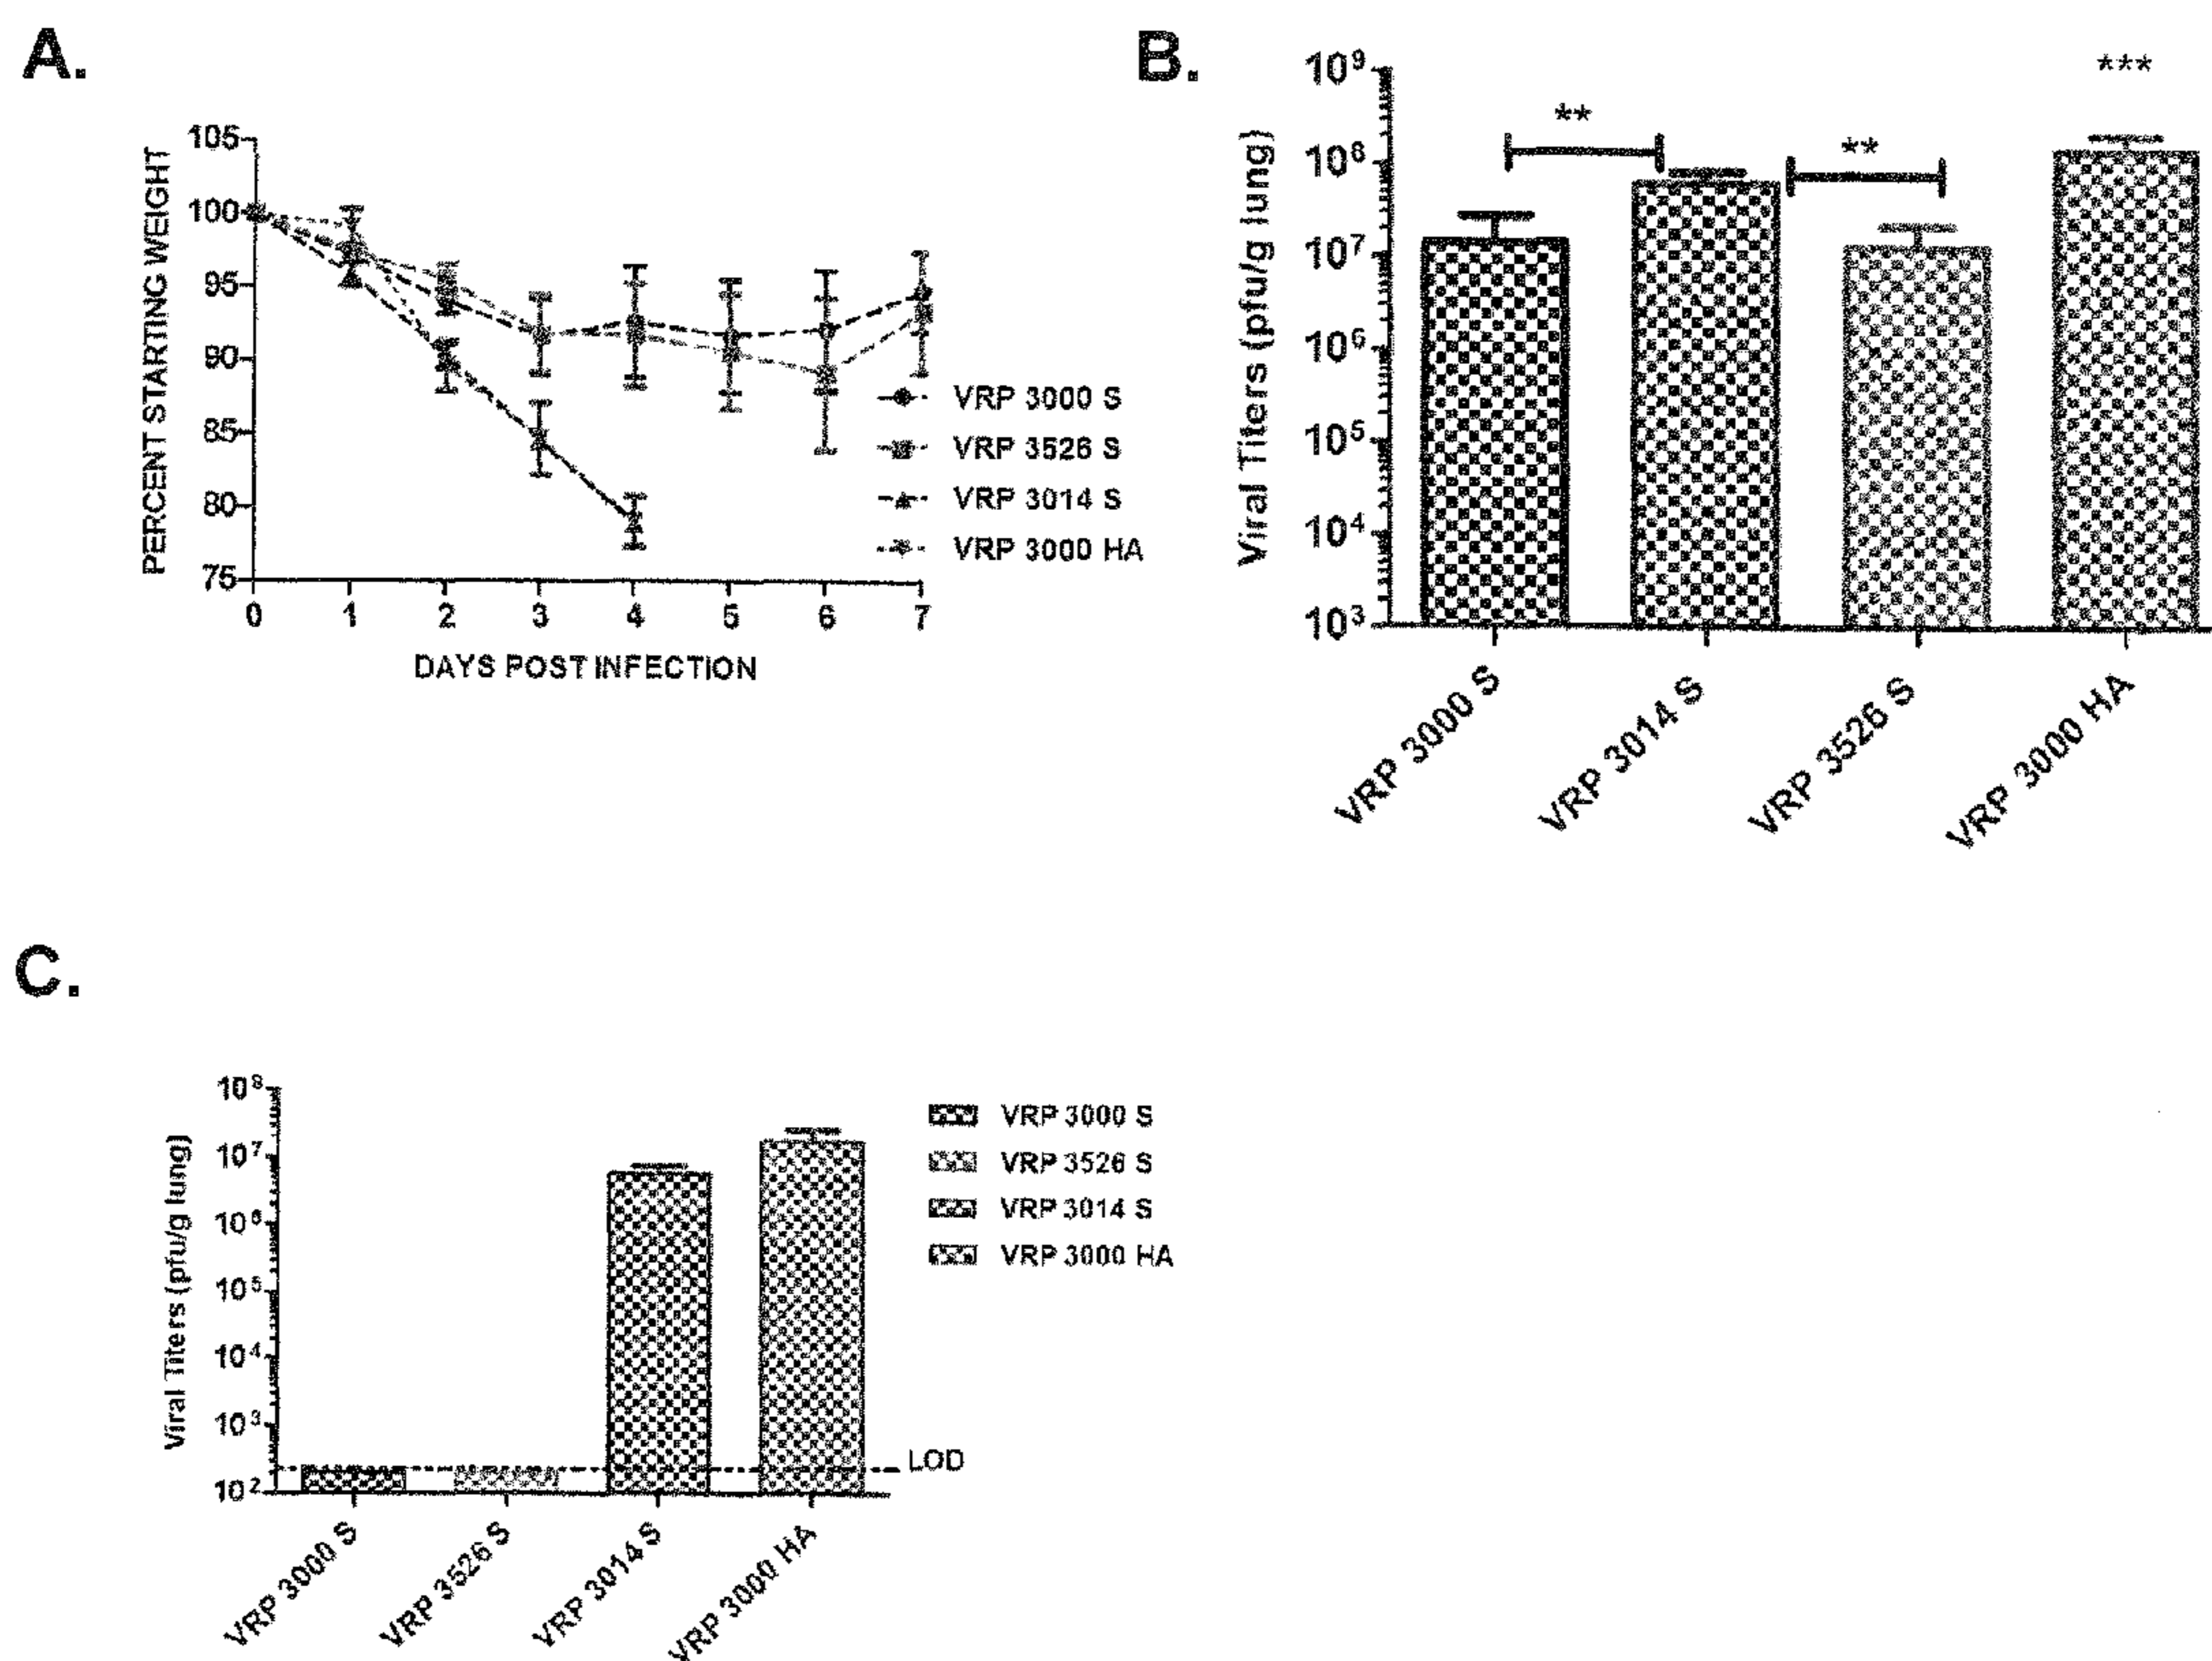 A.
PERCENT STARTING WEIGHT
105
100
95
90
85
80
75
0 1 2 3 4 5 6 7
DAYS POST INFECTION
VRP 3000 S
VRP 3526 S
VRP 3014 S
VRP 3000 HA
B.
Viral Titers (pfu/g lung)
10⁹
10⁸
10⁷
10⁶
10⁵
10⁴
10³
**
**
***
VRP 3000 S
VRP 3014 S
VRP 3526 S
VRP 3000 HA
C.
Viral Titers (pfu/g lung)
10⁸
10⁷
10⁶
10⁵
10⁴
10³
10²
LOD
VRP 3000 S
VRP 3526 S
VRP 3014 S
VRP 3000 HA
VRP 3000 S
VRP 3526 S
VRP 3014 S
VRP 3000 HA